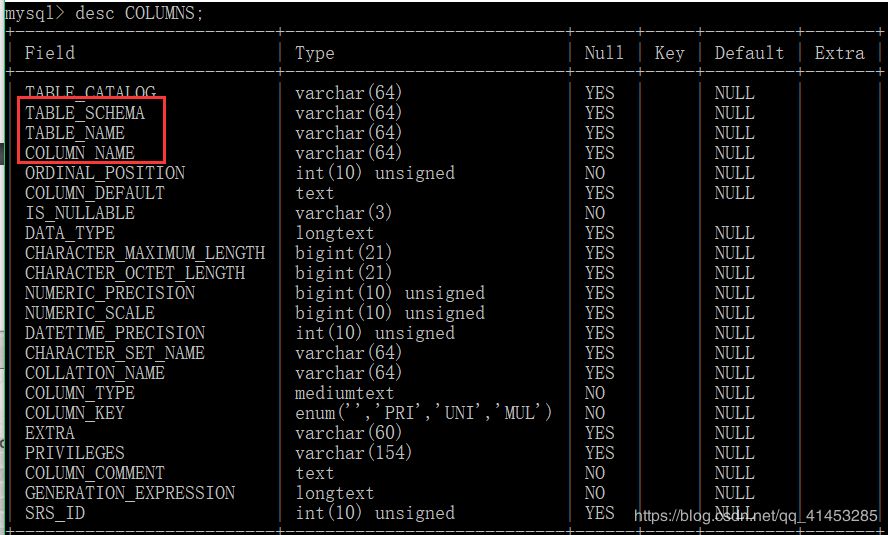 mysql> desc COLUMNS;
Field Type Null Key Default Extra
TABLE_CATALOG varchar(64) YES NULL
TABLE_SCHEMA varchar(64) YES NULL
TABLE_NAME varchar(64) YES NULL
COLUMN_NAME varchar(64) YES NULL
ORDINAL_POSITION int(10) unsigned NO NULL
COLUMN_DEFAULT text YES NULL
IS_NULLABLE varchar(3) NO
DATA_TYPE longtext YES NULL
CHARACTER_MAXIMUM_LENGTH bigint(21) YES NULL
CHARACTER_OCTET_LENGTH bigint(21) YES NULL
NUMERIC_PRECISION bigint(10) unsigned YES NULL
NUMERIC_SCALE bigint(10) unsigned YES NULL
DATETIME_PRECISION int(10) unsigned YES NULL
CHARACTER_SET_NAME varchar(64) YES NULL
COLLATION_NAME varchar(64) YES NULL
COLUMN_TYPE mediumtext NO NULL
COLUMN_KEY enum('','PRI','UNI','MUL') NO NULL
EXTRA varchar(60) YES NULL
PRIVILEGES varchar(154) YES NULL
COLUMN_COMMENT text NO NULL
GENERATION_EXPRESSION longtext NO NULL
SRS_ID int(10) unsigned YES NULL
https://blog.csdn.net/qq_41453285